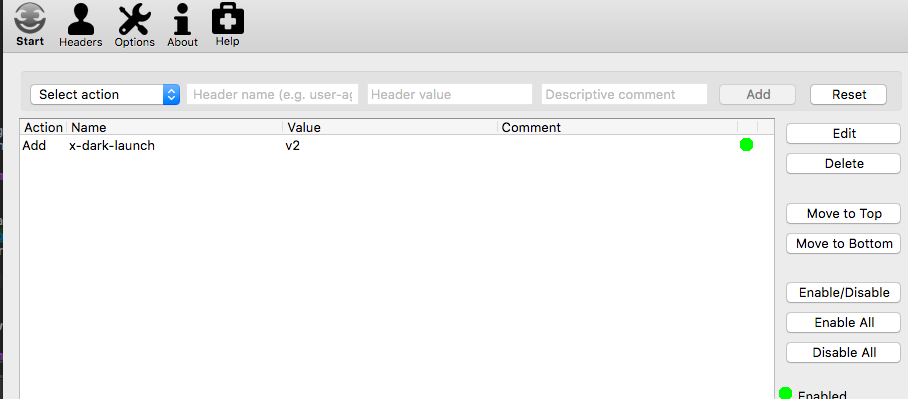 Start Headers Options About Help
Select action Header name (e.g. user-ag Header value Descriptive comment Add Reset
Action Name Value Comment
Add x-dark-launch v2
Edit
Delete
Move to Top
Move to Bottom
Enable/Disable
Enable All
Disable All
Enabled